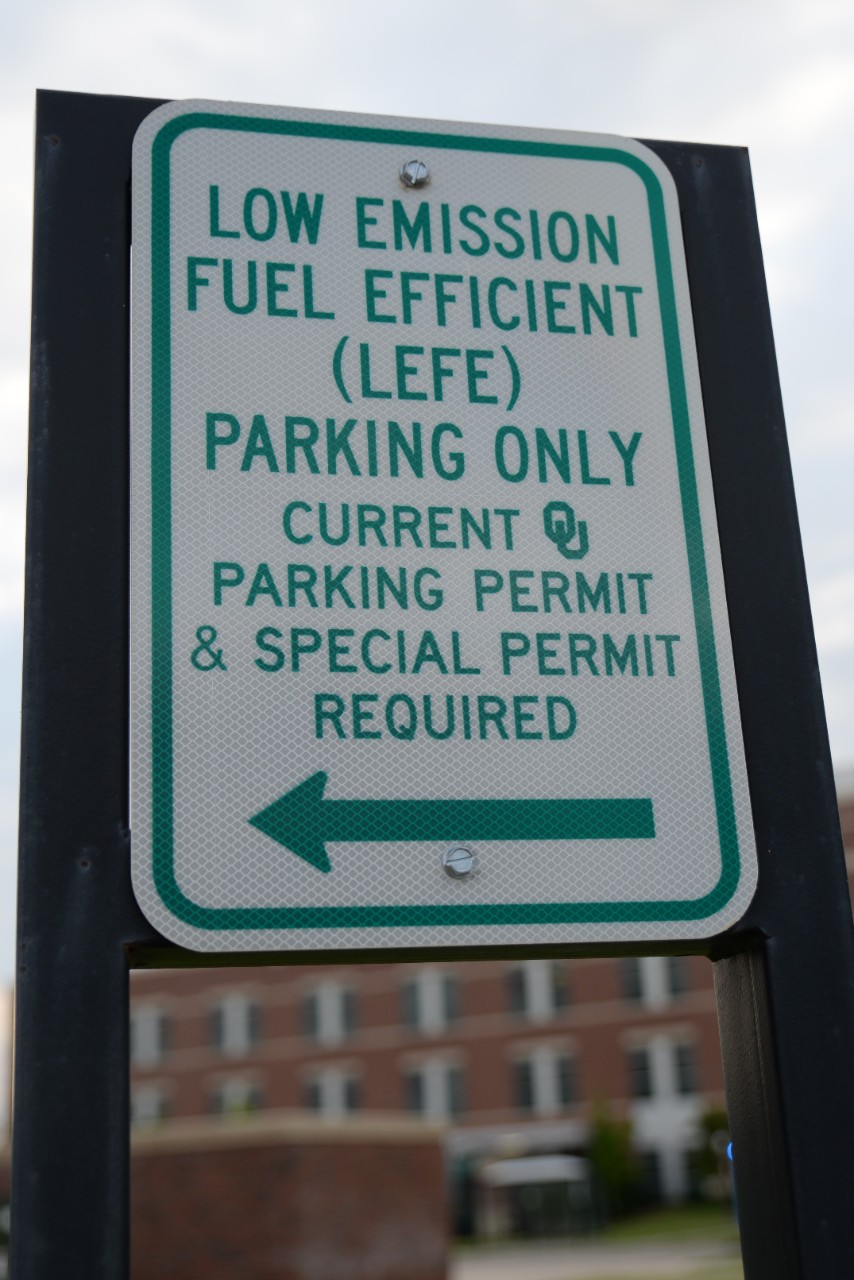 LOW EMISSION
FUEL EFFICIENT
(LEFE)
PARKING ONLY
CURRENT OU
PARKING PERMIT
& SPECIAL PERMIT
REQUIRED